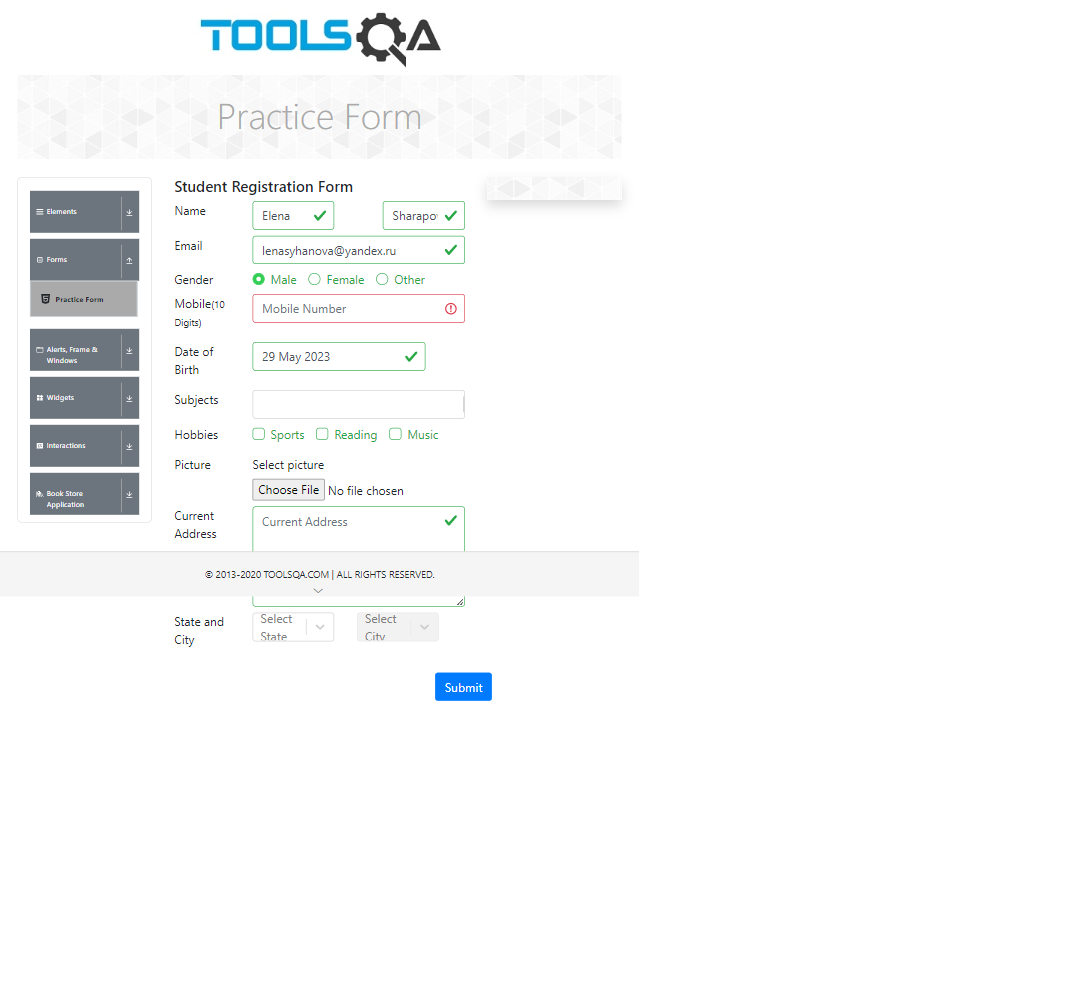 TOOLSQA
Practice Form
Elements
Forms
Practice Form
Alerts, Frame &
Windows
Widgets
Interactions
Book Store
Application
Student Registration Form
Name
Elena
Sharapo
Email
lenasyhanova@yandex.ru
Gender
Male
Female
Other
Mobile(10
Digits)
Mobile Number
Date of
Birth
29 May 2023
Subjects
Hobbies
Sports
Reading
Music
Picture
Select picture
Choose File No file chosen
Current
Address
Current Address
© 2013-2020 TOOLSQA.COM | ALL RIGHTS RESERVED.
State and
City
Select
State
Select
City
Submit